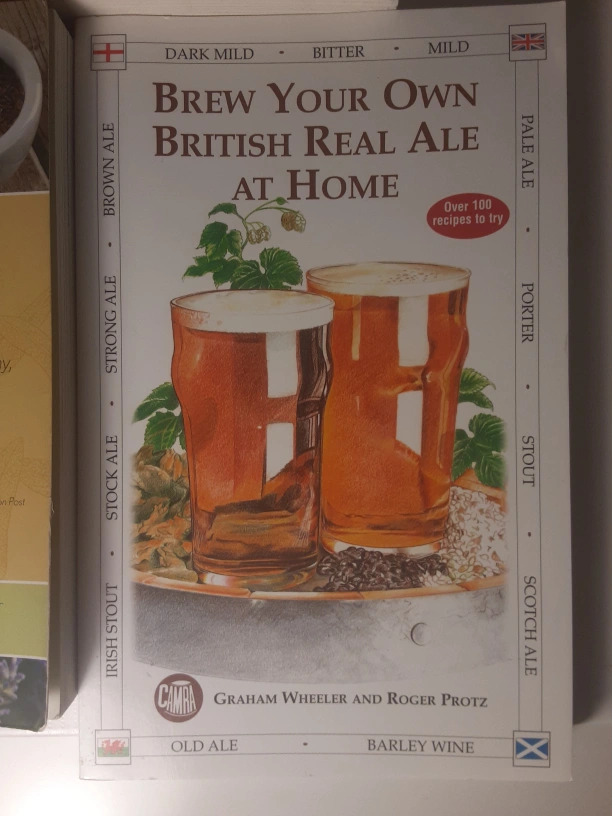 DARK MILD • BITTER • MILD
BREW YOUR OWN
BRITISH REAL ALE
AT HOME
Over 100
recipes to try
PALE ALE • PORTER • STOUT • SCOTCH ALE
IRISH STOUT • STOCK ALE • STRONG ALE • BROWN ALE
CAMRA
GRAHAM WHEELER AND ROGER PROTZ
OLD ALE • BARLEY WINE